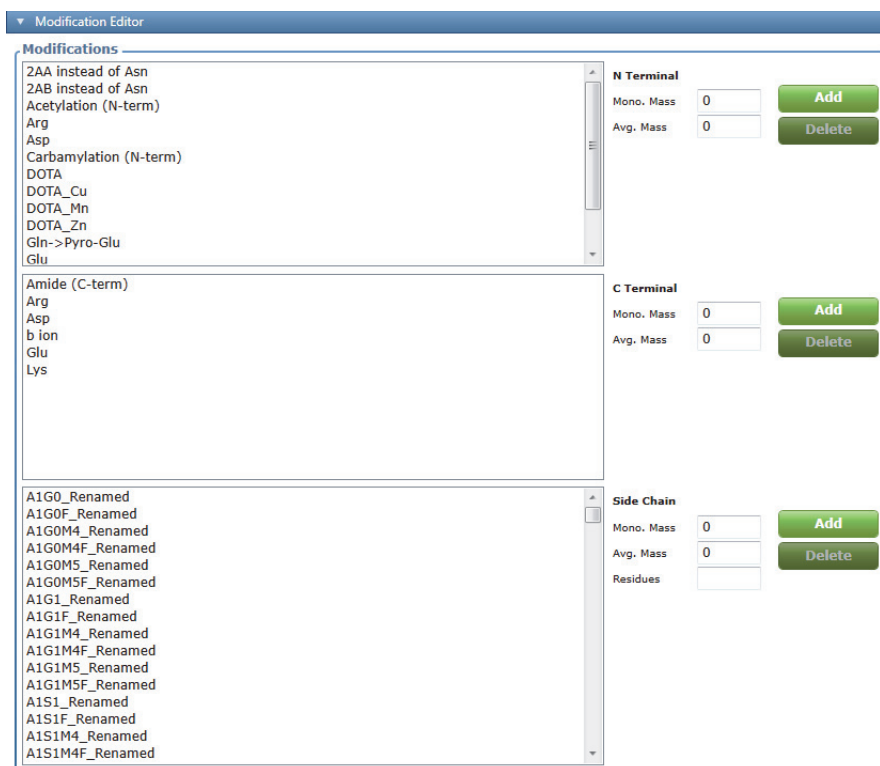 Modification Editor
Modifications
2AA instead of Asn
2AB instead of Asn
Acetylation (N-term)
Arg
Asp
Carbamylation (N-term)
DOTA
DOTA_Cu
DOTA_Mn
DOTA_Zn
Gln->Pyro-Glu
Glu
N Terminal
Mono. Mass 0 Add
Avg. Mass 0 Delete
Amide (C-term)
Arg
Asp
b ion
Glu
Lys
C Terminal
Mono. Mass 0 Add
Avg. Mass 0 Delete
A1G0_Renamed
A1G0F_Renamed
A1G0M4_Renamed
A1G0M4F_Renamed
A1G0M5_Renamed
A1G0M5F_Renamed
A1G1_Renamed
A1G1F_Renamed
A1G1M4_Renamed
A1G1M4F_Renamed
A1G1M5_Renamed
A1G1M5F_Renamed
A1S1_Renamed
A1S1F_Renamed
A1S1M4_Renamed
A1S1M4F_Renamed
Side Chain
Mono. Mass 0 Add
Avg. Mass 0 Delete
Residues